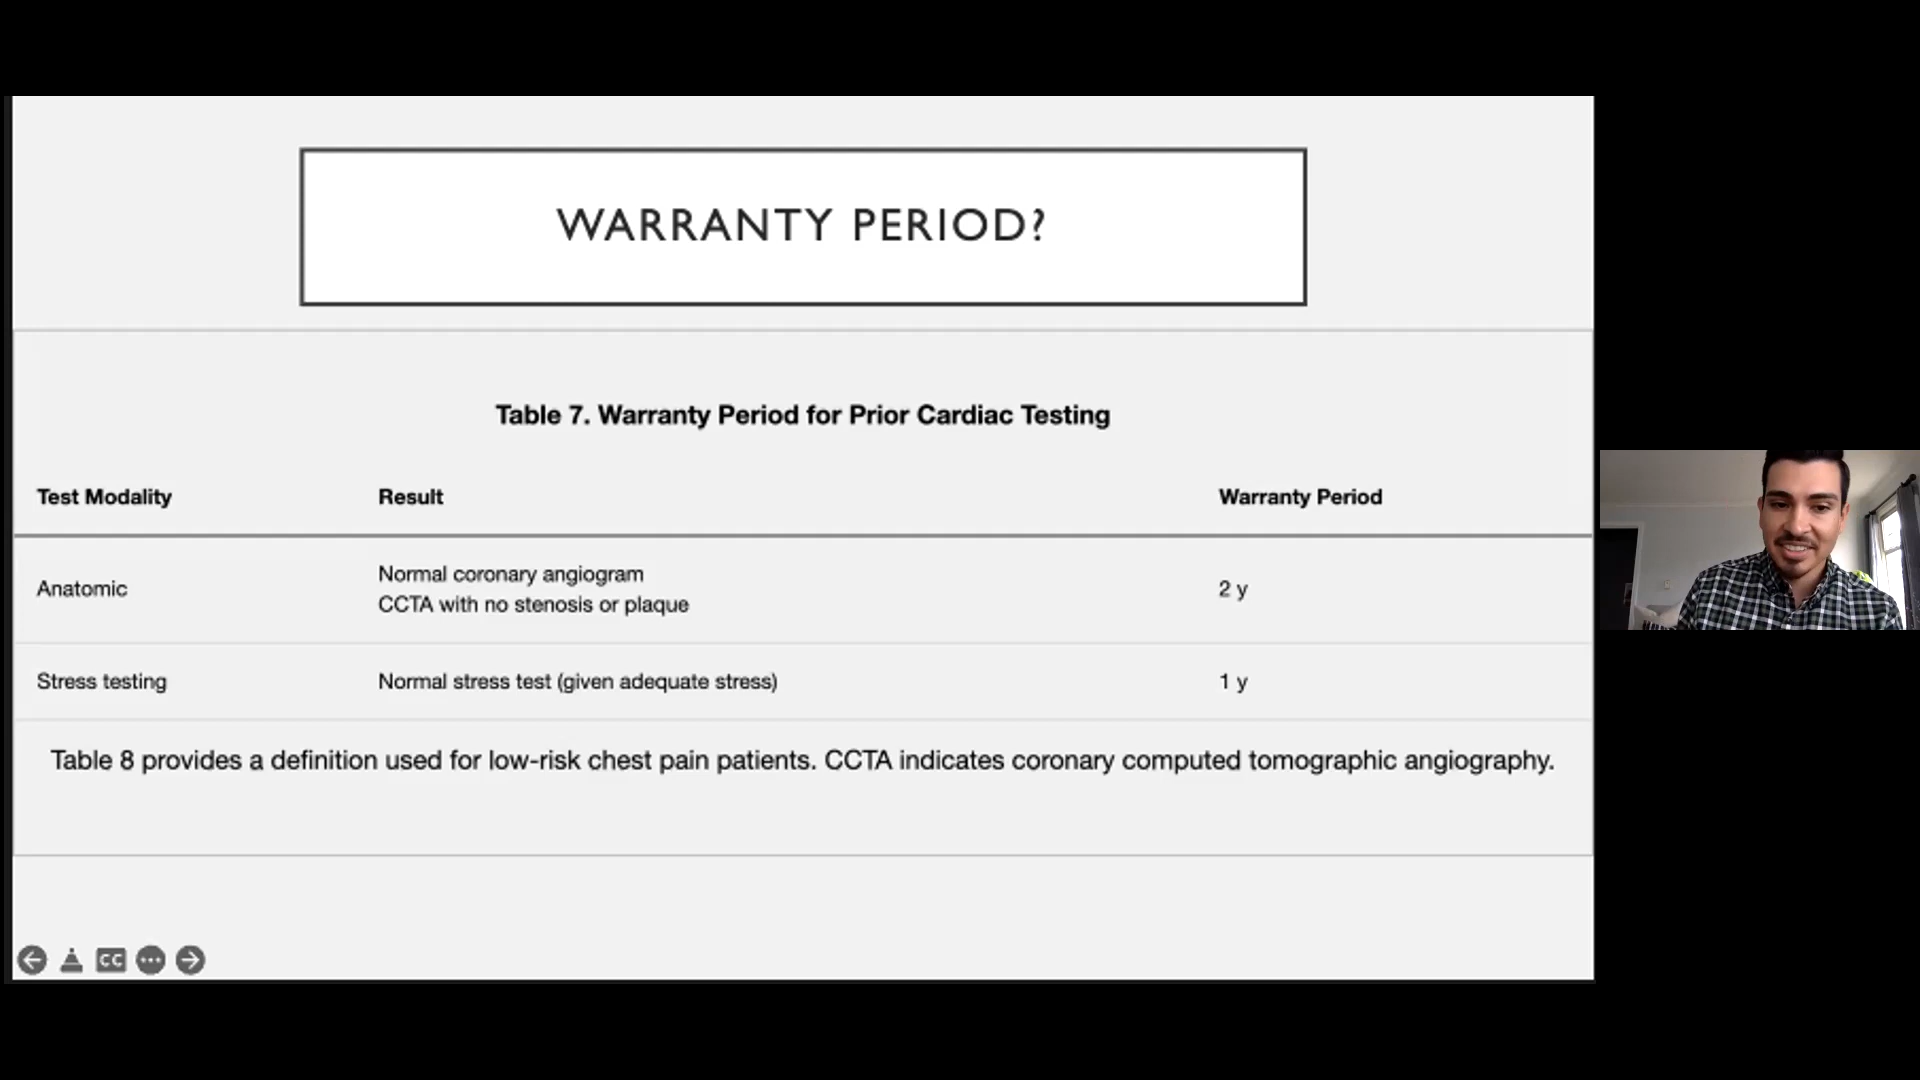 WARRANTY PERIOD?
Table 7. Warranty Period for Prior Cardiac Testing
Test Modality Result Warranty Period
Anatomic Normal coronary angiogram 2 y
CCTA with no stenosis or plaque
Stress testing Normal stress test (given adequate stress) 1 y
Table 8 provides a definition used for low-risk chest pain patients. CCTA indicates coronary computed tomographic angiography.
CC